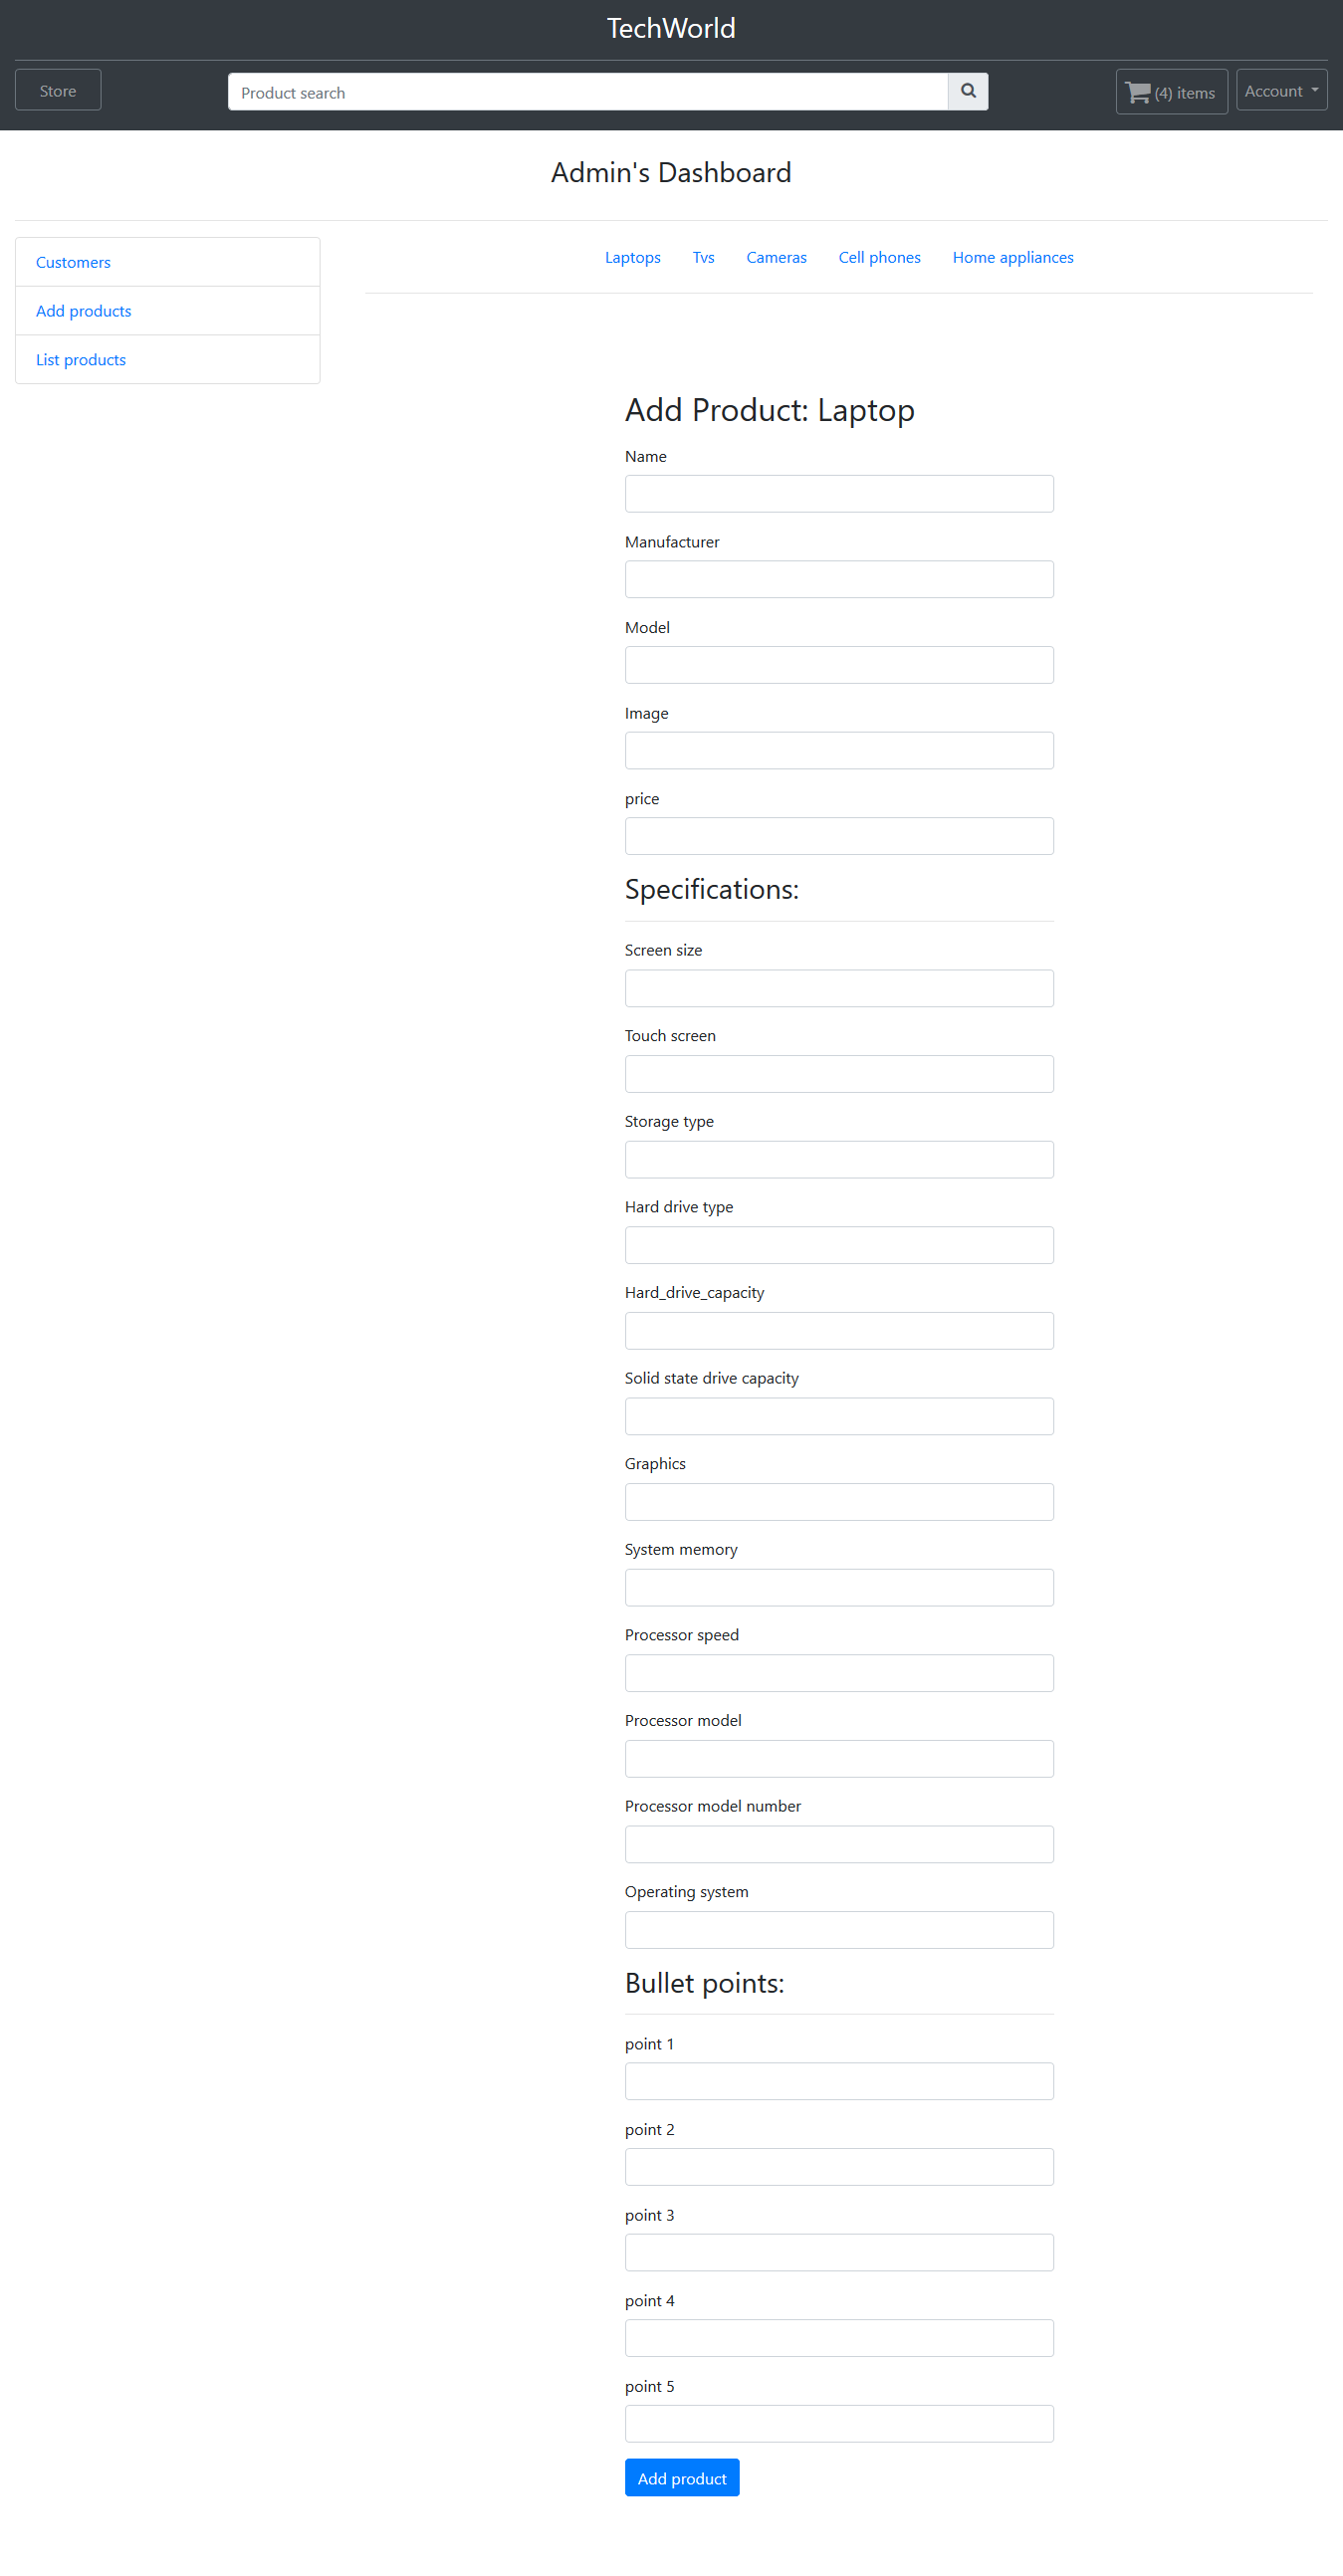 TechWorld
Store
Product search
(4) items
Account
Admin's Dashboard
Customers
Add products
List products
Laptops Tvs Cameras Cell phones Home appliances
Add Product: Laptop
Name
Manufacturer
Model
Image
price
Specifications:
Screen size
Touch screen
Storage type
Hard drive type
Hard_drive_capacity
Solid state drive capacity
Graphics
System memory
Processor speed
Processor model
Processor model number
Operating system
Bullet points:
point 1
point 2
point 3
point 4
point 5
Add product